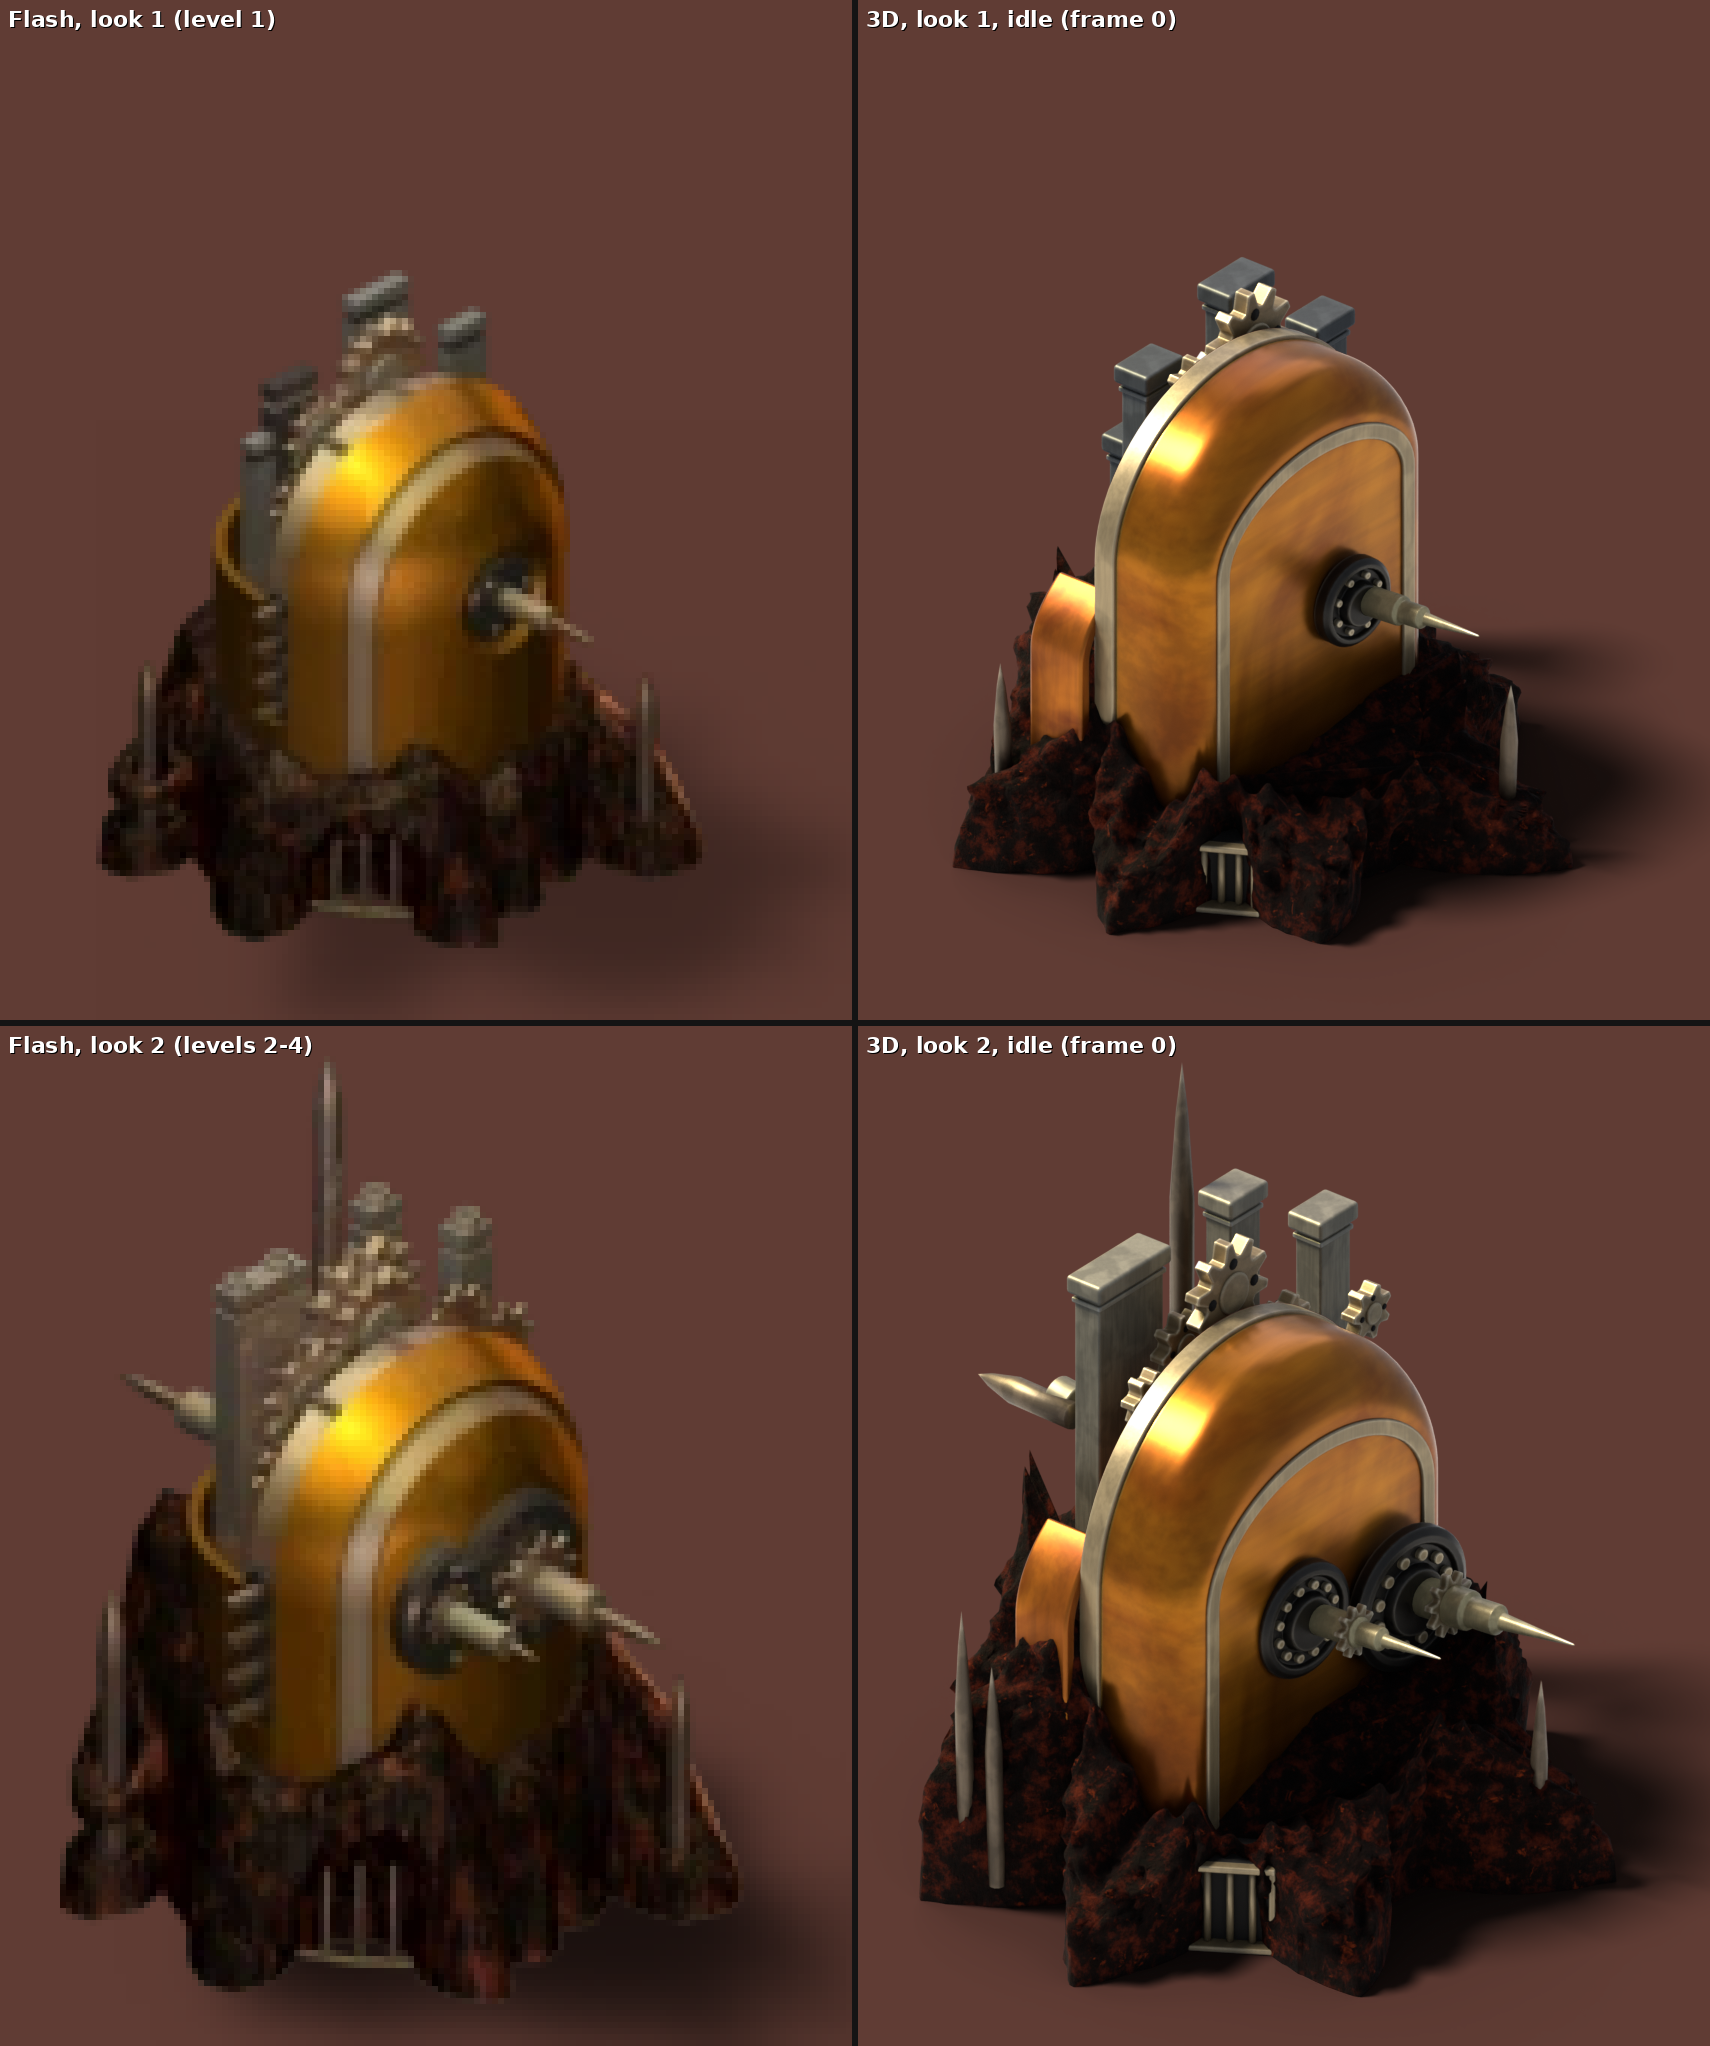 Flash, look 1 (level 1)
3D, look 1, idle (frame 0)
Flash, look 2 (levels 2-4)
3D, look 2, idle (frame 0)